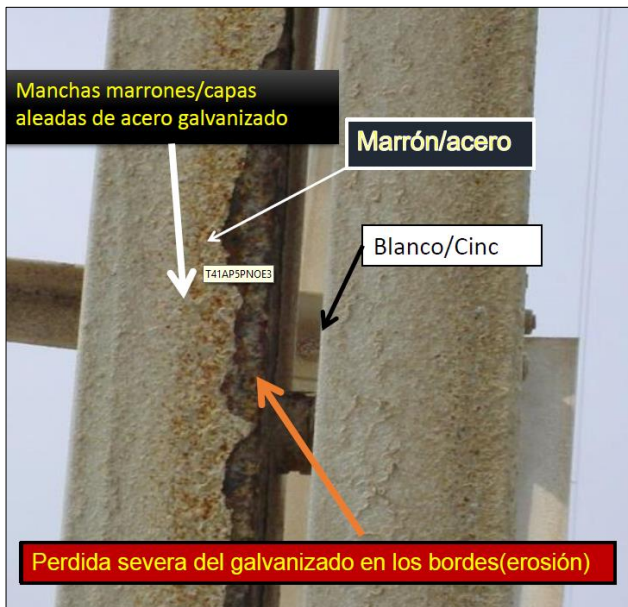 Manchas marrones/capas
aleadas de acero galvanizado
Marrón/acero
Blanco/Cinc
T41AP5PNOE3
Perdida severa del galvanizado en los bordes(erosión)